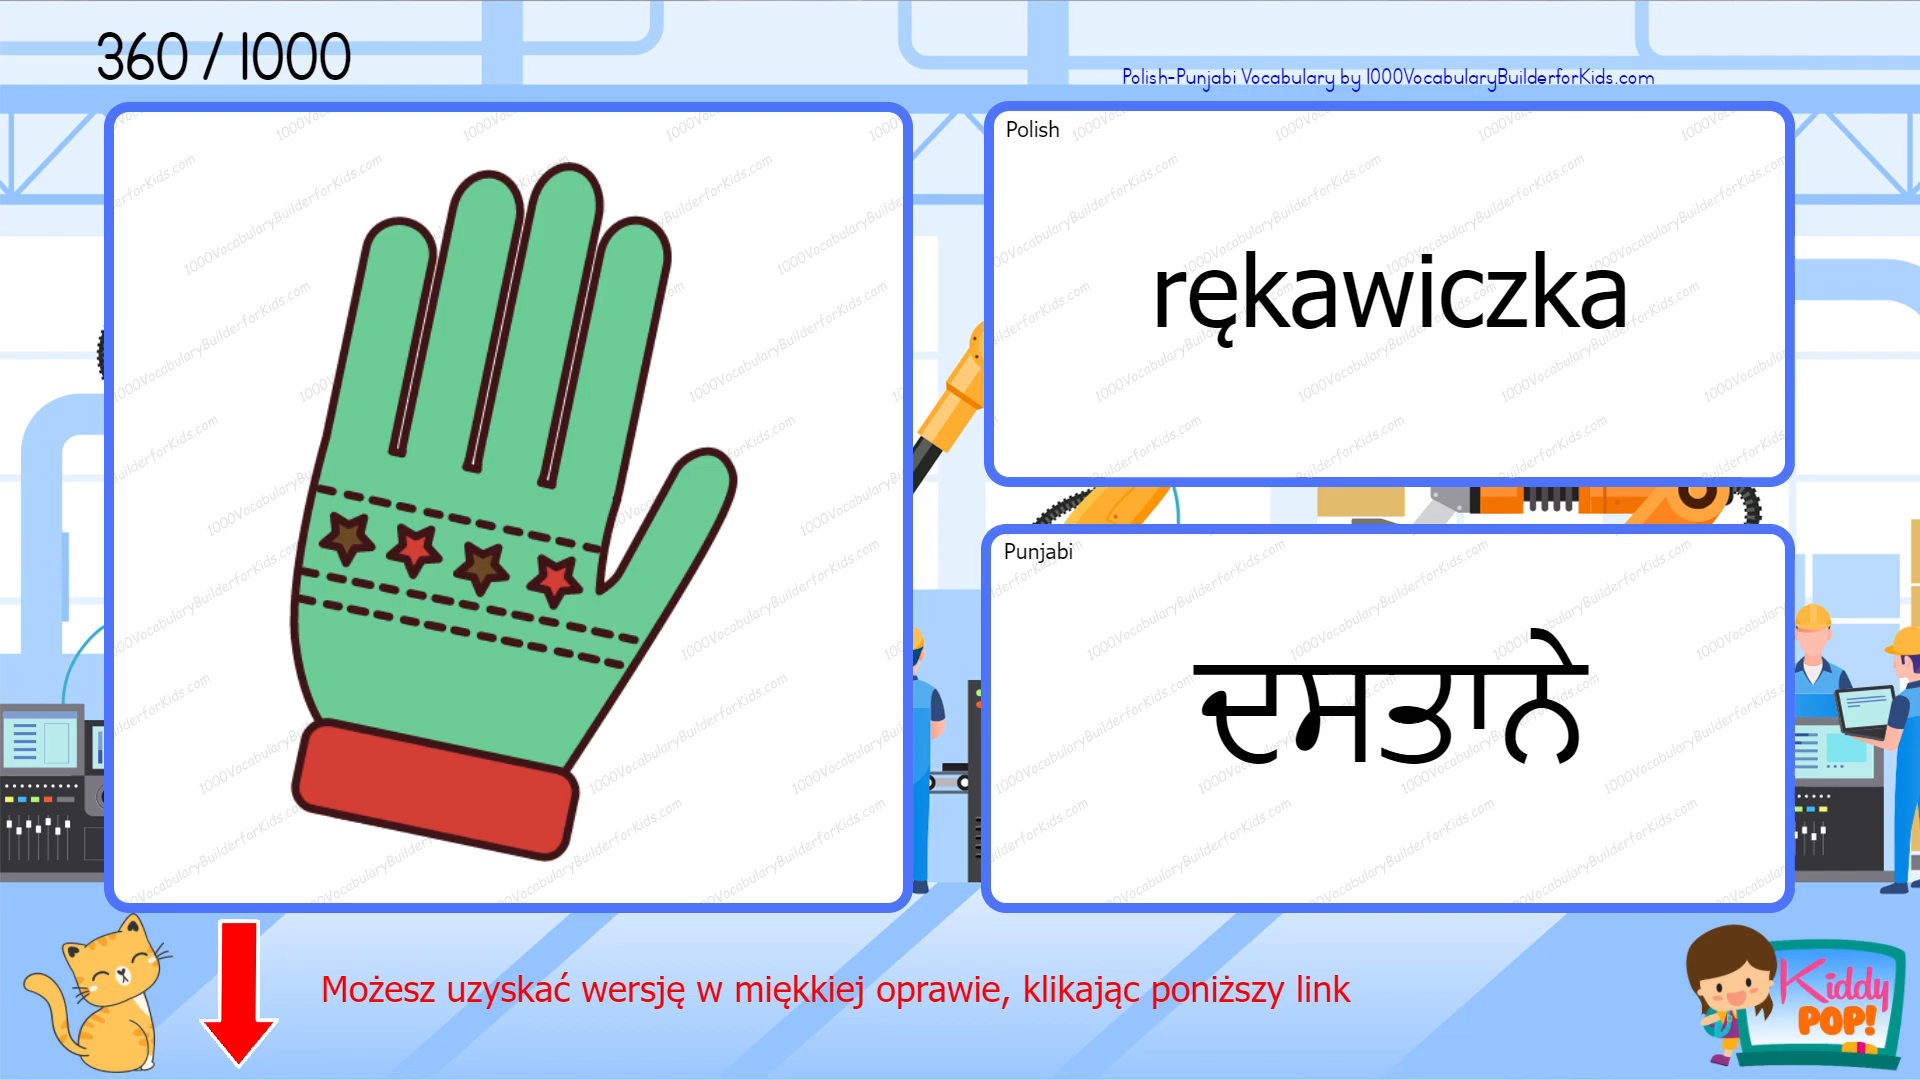 360 / 1000
Polish-Punjabi Vocabulary by 1000VocabularyBuilderforKids.com
Polish
rękawiczka
Punjabi
ਦਸਤਾਨੇ
Możesz uzyskać wersję w miękkiej oprawie, klikając poniższy link
Kiddy
POP!